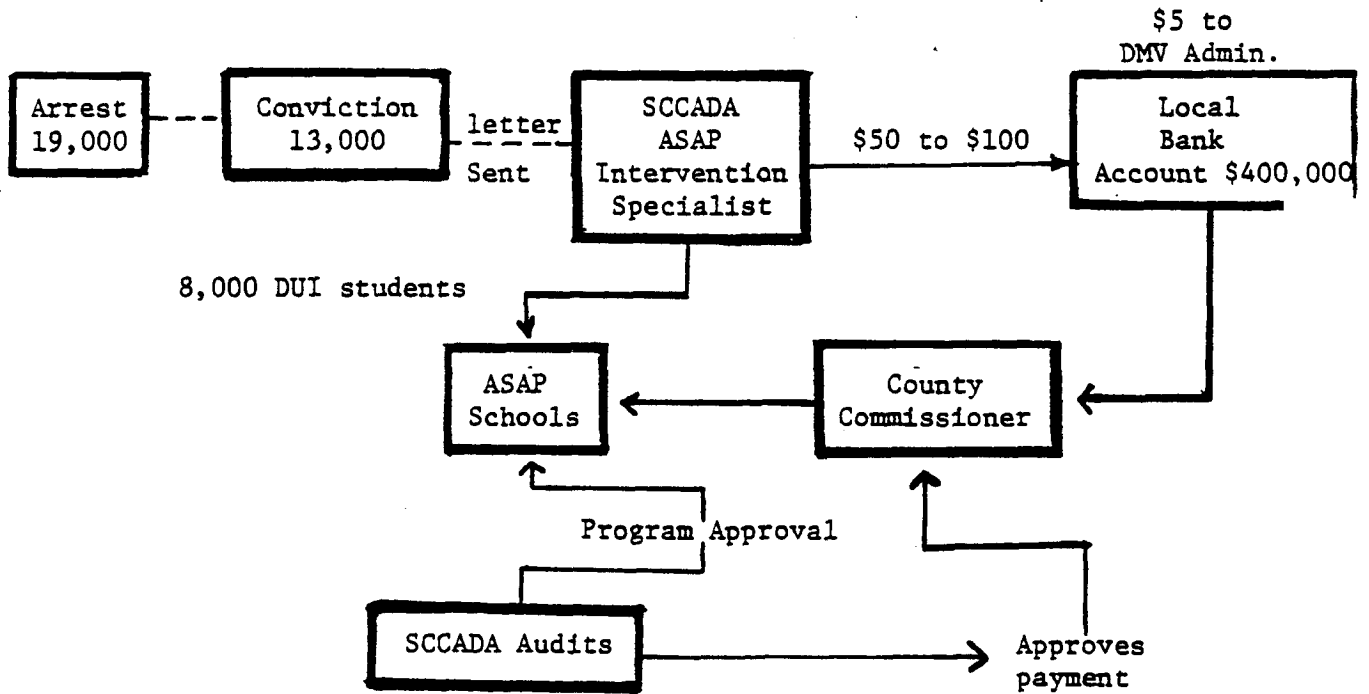 $5 to
DMV Admin.
Arrest
19,000
Conviction
13,000
letter
Sent
SCCADA
ASAP
Intervention
Specialist
$50 to $100
Local
Bank
Account $400,000
8,000 DUI students
ASAP
Schools
County
Commissioner
Program Approval
SCCADA Audits
Approves
payment